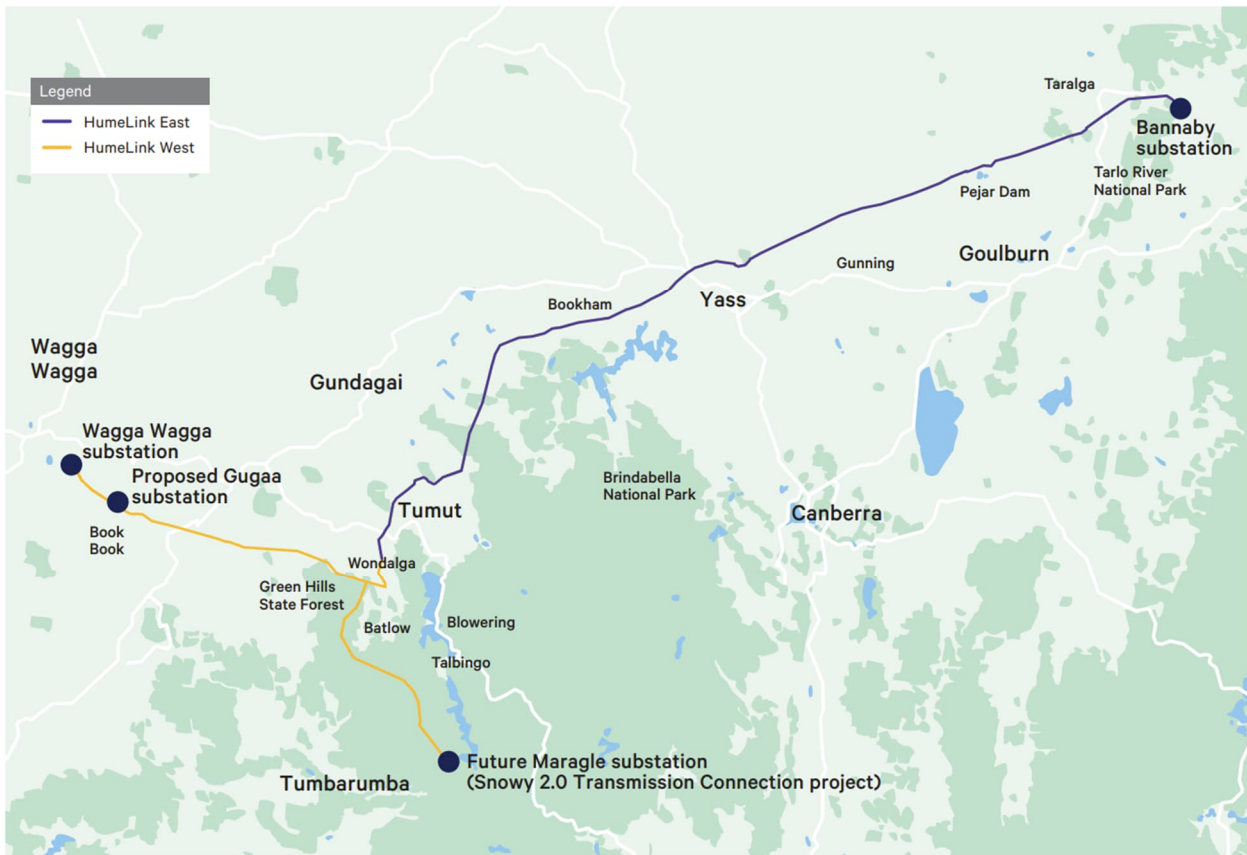 Legend
HumeLink East
HumeLink West
Taralga
Bannaby
substation
Tarlo River
National Park
Pejar Dam
Goulburn
Gunning
Yass
Bookham
Wagga
Wagga
Gundagai
Wagga Wagga
substation
Proposed Gugaa
substation
Brindabella
National Park
Canberra
Tumut
Book
Book
Wondalga
Green Hills
State Forest
Batlow
Blowering
Talbingo
Future Maragle substation
(Snowy 2.0 Transmission Connection project)
Tumbarumba